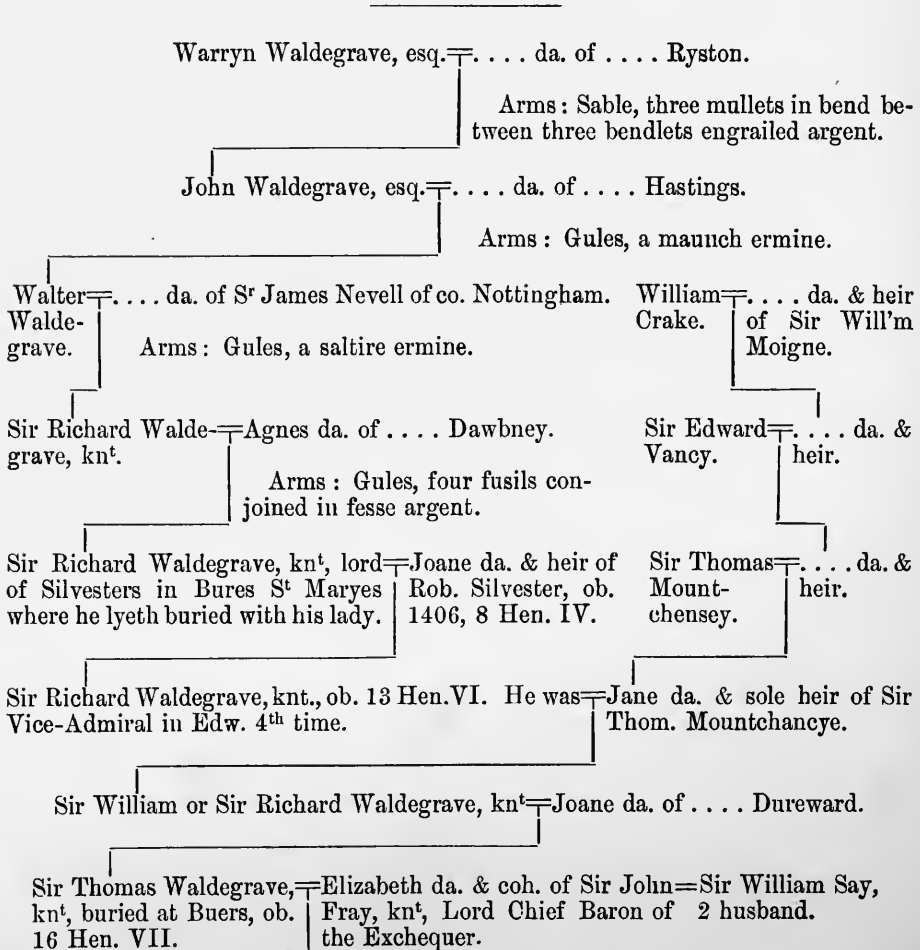 Warryn Waldegrave, esq.=. . . . da. of . . . . Ryston.
Arms: Sable, three mullets in bend be-
tween three bendlets engrailed argent.
John Waldegrave, esq.=. . . . da. of . . . . Hastings.
Arms: Gules, a maunch ermine.
Walter=. . . . da. of Sʳ James Nevell of co. Nottingham.
Walde-
grave.
Arms: Gules, a saltire ermine.
William=. . . . da. & heir
Crake. of Sir Will'm
Moigne.
Sir Richard Walde-=Agnes da. of . . . . Dawbney.
grave, knᵗ.
Arms: Gules, four fusils con-
joined in fesse argent.
Sir Edward=. . . . da. &
Vancy. heir.
Sir Richard Waldegrave, knᵗ, lord=Joane da. & heir of
of Silvesters in Bures Sᵗ Maryes Rob. Silvester, ob.
where he lyeth buried with his lady. 1406, 8 Hen. IV.
Sir Thomas=. . . . da. &
Mount- heir.
chensey.
Sir Richard Waldegrave, knt., ob. 13 Hen. VI. He was=Jane da. & sole heir of Sir
Vice-Admiral in Edw. 4ᵗʰ time. Thom. Mountchancye.
Sir William or Sir Richard Waldegrave, knᵗ=Joane da. of . . . . Dureward.
Sir Thomas Waldegrave,=Elizabeth da. & coh. of Sir John=Sir William Say,
knᵗ, buried at Buers, ob. Fray, knᵗ, Lord Chief Baron of 2 husband.
16 Hen. VII. the Exchequer.